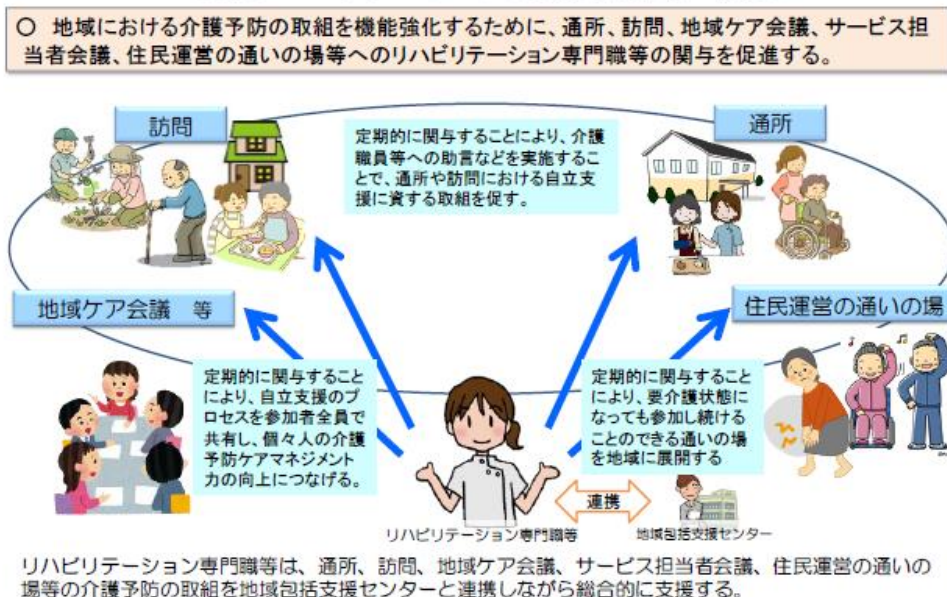 ○ 地域における介護予防の取組を機能強化するために、通所、訪問、地域ケア会議、サービス担
当者会議、住民運営の通いの場等へのリハビリテーション専門職等の関与を促進する。
訪問
定期的に関与することにより、介護
職員等への助言などを実施するこ
とで、通所や訪問における自立支
援に資する取組を促す。
通所
地域ケア会議 等
住民運営の通いの場
定期的に関与すること
により、自立支援のプ
ロセスを参加者全員で
共有し、個々人の介護
予防ケアマネジメント
力の向上につなげる。
定期的に関与すること
により、要介護状態に
なっても参加し続ける
ことのできる通いの場
を地域に展開する
連携
リハビリテーション専門職等
地域包括支援センター
リハビリテーション専門職等は、通所、訪問、地域ケア会議、サービス担当者会議、住民運営の通いの
場等の介護予防の取組を地域包括支援センターと連携しながら総合的に支援する。